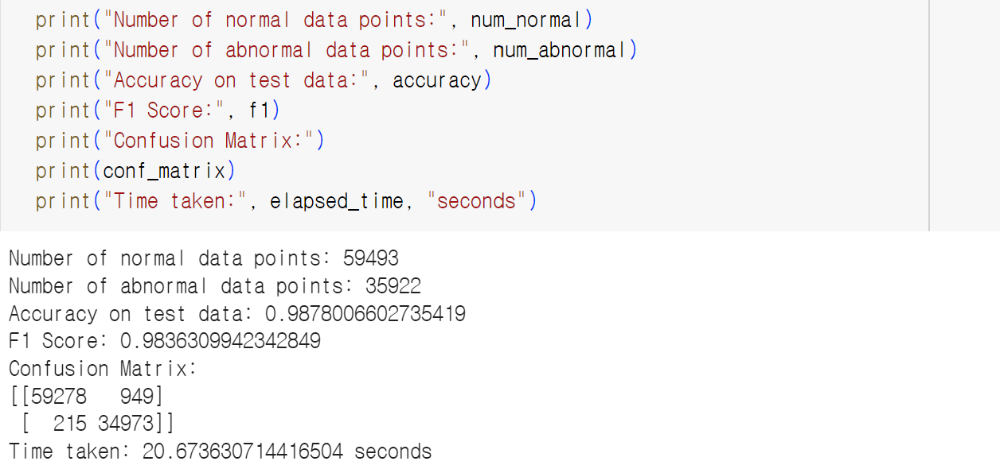 print("Number of normal data points:", num_normal)
print("Number of abnormal data points:", num_abnormal)
print("Accuracy on test data:", accuracy)
print("F1 Score:", f1)
print("Confusion Matrix:")
print(conf_matrix)
print("Time taken:", elapsed_time, "seconds")
Number of normal data points: 59493
Number of abnormal data points: 35922
Accuracy on test data: 0.9878006602735419
F1 Score: 0.9836309942342849
Confusion Matrix:
[[59278   949]
 [  215 34973]]
Time taken: 20.673630714416504 seconds